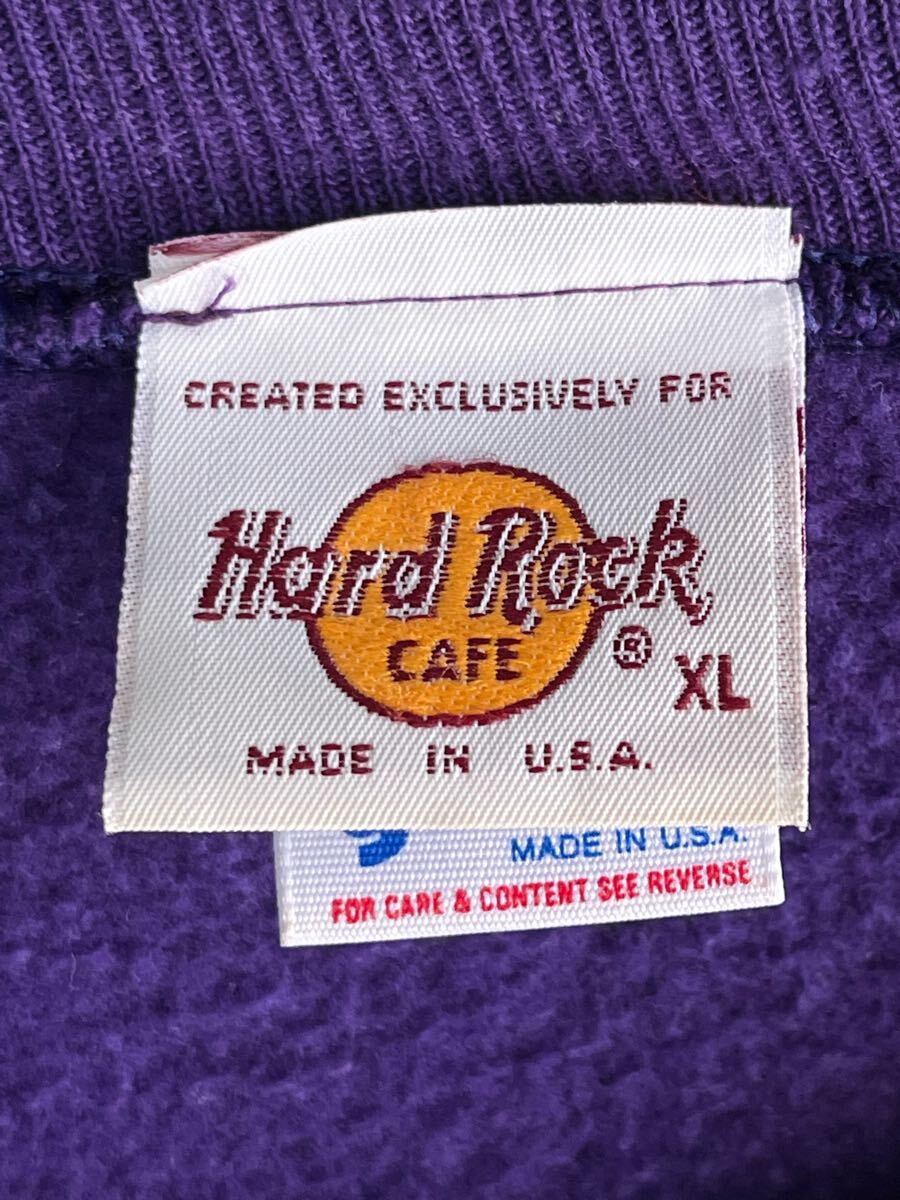 CREATED EXCLUSIVELY FOR
Hard Rock
CAFE ® XL
MADE IN U.S.A.
MADE IN U.S.A.
FOR CARE & CONTENT SEE REVERSE